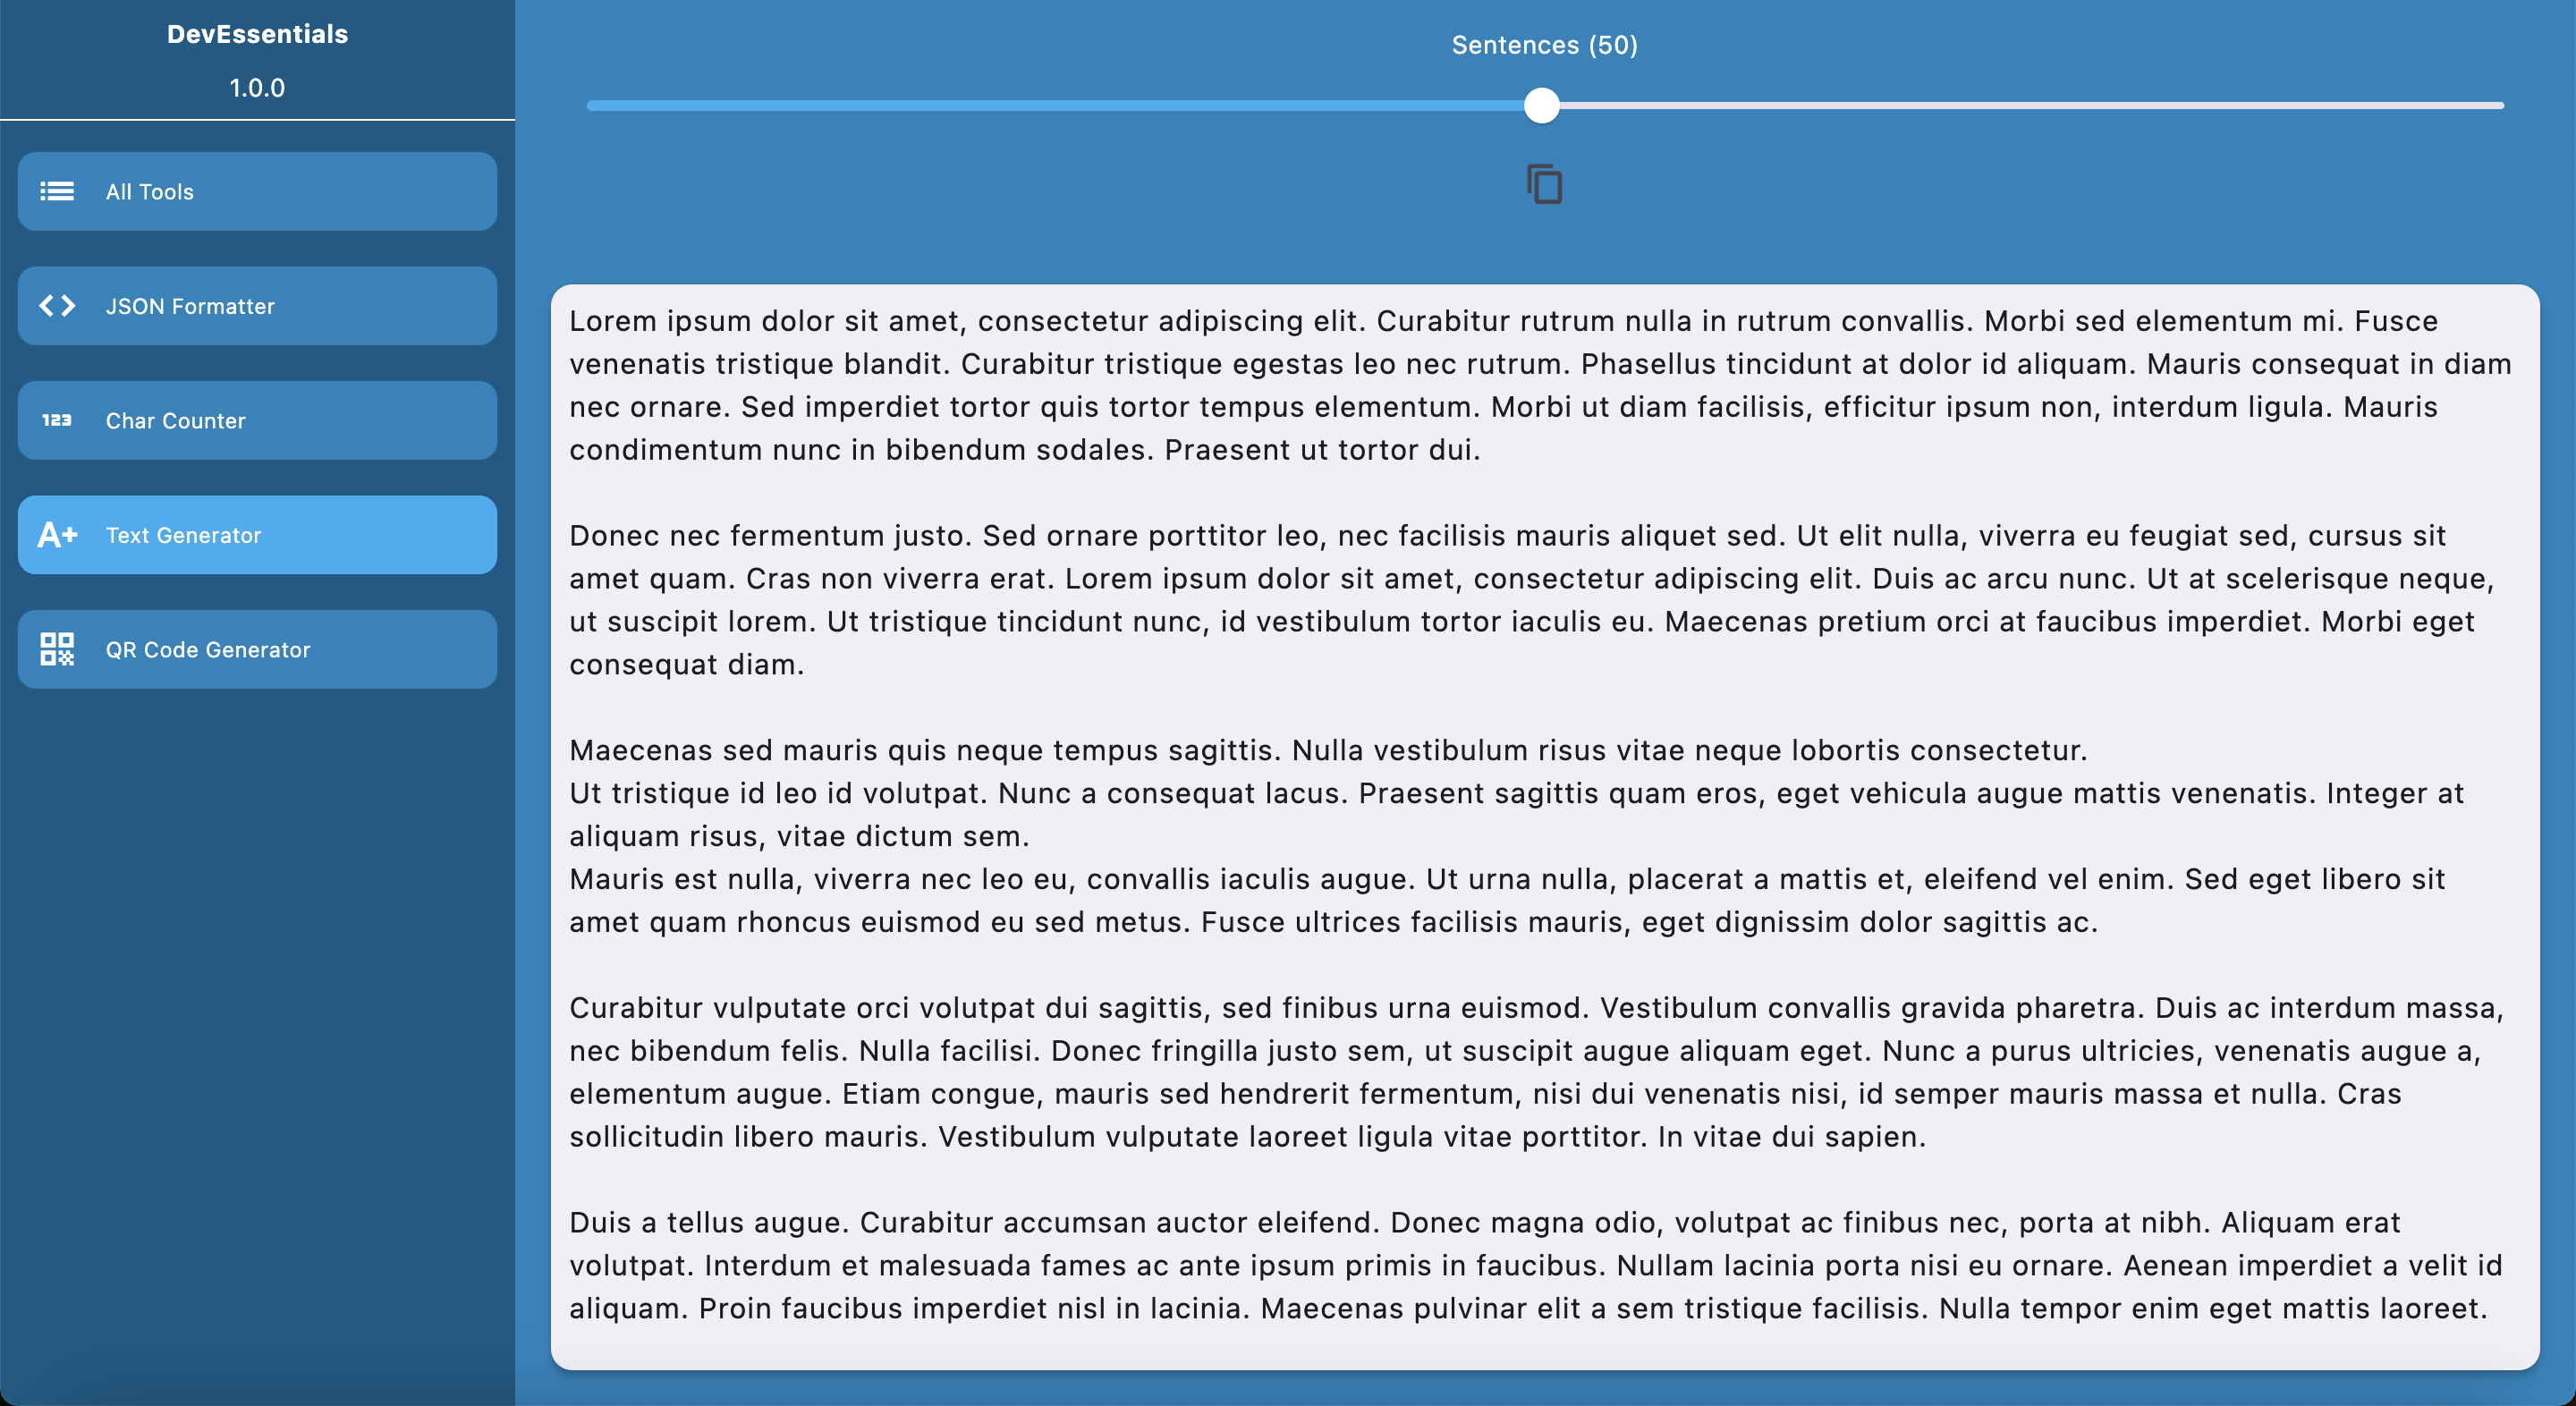 DevEssentials
1.0.0
All Tools
JSON Formatter
123
Char Counter
A+
Text Generator
QR Code Generator
Sentences (50)
Lorem ipsum dolor sit amet, consectetur adipiscing elit. Curabitur rutrum nulla in rutrum convallis. Morbi sed elementum mi. Fusce
venenatis tristique blandit. Curabitur tristique egestas leo nec rutrum. Phasellus tincidunt at dolor id aliquam. Mauris consequat in diam
nec ornare. Sed imperdiet tortor quis tortor tempus elementum. Morbi ut diam facilisis, efficitur ipsum non, interdum ligula. Mauris
condimentum nunc in bibendum sodales. Praesent ut tortor dui.
Donec nec fermentum justo. Sed ornare porttitor leo, nec facilisis mauris aliquet sed. Ut elit nulla, viverra eu feugiat sed, cursus sit
amet quam. Cras non viverra erat. Lorem ipsum dolor sit amet, consectetur adipiscing elit. Duis ac arcu nunc. Ut at scelerisque neque,
ut suscipit lorem. Ut tristique tincidunt nunc, id vestibulum tortor iaculis eu. Maecenas pretium orci at faucibus imperdiet. Morbi eget
consequat diam.
Maecenas sed mauris quis neque tempus sagittis. Nulla vestibulum risus vitae neque lobortis consectetur.
Ut tristique id leo id volutpat. Nunc a consequat lacus. Praesent sagittis quam eros, eget vehicula augue mattis venenatis. Integer at
aliquam risus, vitae dictum sem.
Mauris est nulla, viverra nec leo eu, convallis iaculis augue. Ut urna nulla, placerat a mattis et, eleifend vel enim. Sed eget libero sit
amet quam rhoncus euismod eu sed metus. Fusce ultrices facilisis mauris, eget dignissim dolor sagittis ac.
Curabitur vulputate orci volutpat dui sagittis, sed finibus urna euismod. Vestibulum convallis gravida pharetra. Duis ac interdum massa,
nec bibendum felis. Nulla facilisi. Donec fringilla justo sem, ut suscipit augue aliquam eget. Nunc a purus ultricies, venenatis augue a,
elementum augue. Etiam congue, mauris sed hendrerit fermentum, nisi dui venenatis nisi, id semper mauris massa et nulla. Cras
sollicitudin libero mauris. Vestibulum vulputate laoreet ligula vitae porttitor. In vitae dui sapien.
Duis a tellus augue. Curabitur accumsan auctor eleifend. Donec magna odio, volutpat ac finibus nec, porta at nibh. Aliquam erat
volutpat. Interdum et malesuada fames ac ante ipsum primis in faucibus. Nullam lacinia porta nisi eu ornare. Aenean imperdiet a velit id
aliquam. Proin faucibus imperdiet nisl in lacinia. Maecenas pulvinar elit a sem tristique facilisis. Nulla tempor enim eget mattis laoreet.